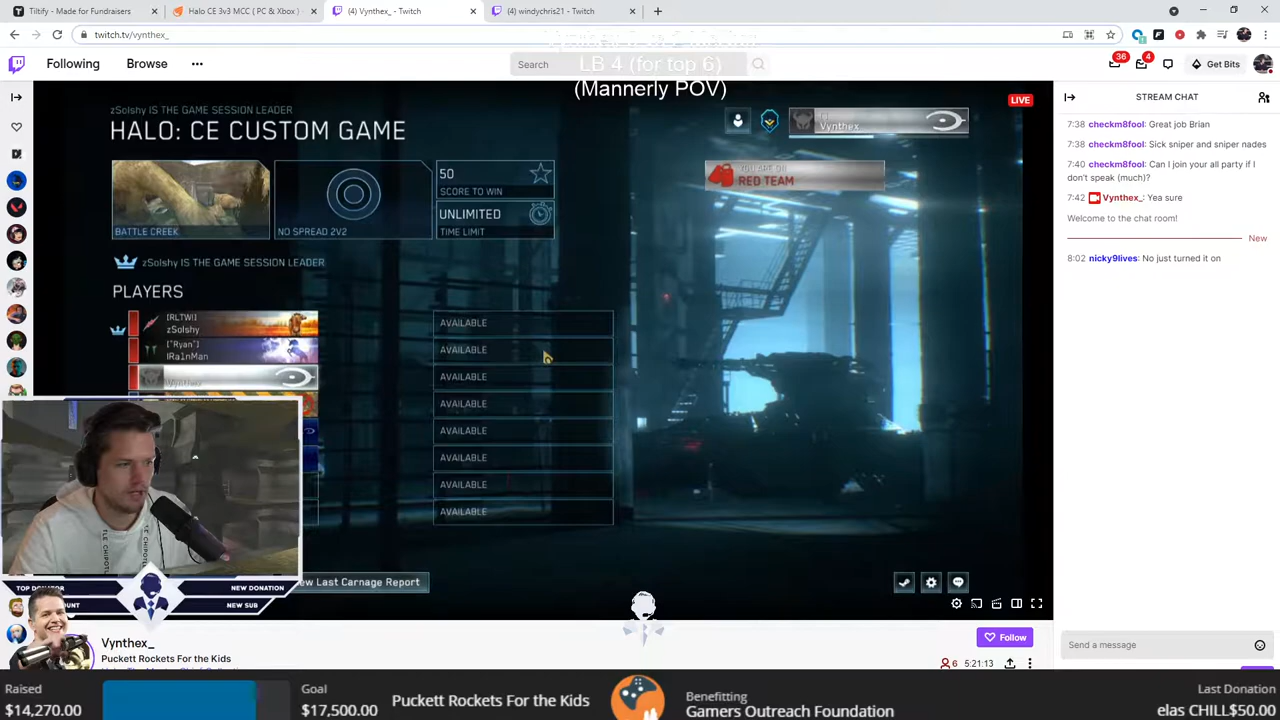 Tiltify - Made for Fundraisers
Halo CE 3v3 MCC ( PC & Xbox )
(4) Vynthex_ - Twitch
(4) windychris21 - Twitch
twitch.tv/vynthex_
Following
Browse
Search
LB 4 (for top 6)
(Mannerly POV)
36
4
Get Bits
LIVE
STREAM CHAT
zSolshy IS THE GAME SESSION LEADER
HALO: CE CUSTOM GAME
Vynthex_
RED TEAM
50
SCORE TO WIN
UNLIMITED
TIME LIMIT
BATTLE CREEK
NO SPREAD 2V2
zSolshy IS THE GAME SESSION LEADER
PLAYERS
[RLTW!]
zSolshy
["Ryan"]
IRa1nMan
Vynthex_
AVAILABLE
AVAILABLE
AVAILABLE
AVAILABLE
AVAILABLE
AVAILABLE
AVAILABLE
AVAILABLE
7:38 checkm8fool: Great job Brian
7:38 checkm8fool: Sick sniper and sniper nades
7:40 checkm8fool: Can I join your all party if I
don't speak (much)?
7:42 Vynthex_: Yea sure
Welcome to the chat room!
New
8:02 nicky9lives: No just turned it on
Last Carnage Report
NEW DONATION
NEW SUB
Vynthex_
Puckett Rockets For the Kids
Follow
6
5:21:13
Send a message
Raised
$14,270.00
Goal
$17,500.00
Puckett Rockets For the Kids
Benefitting
Gamers Outreach Foundation
Last Donation
elas CHILL$50.00